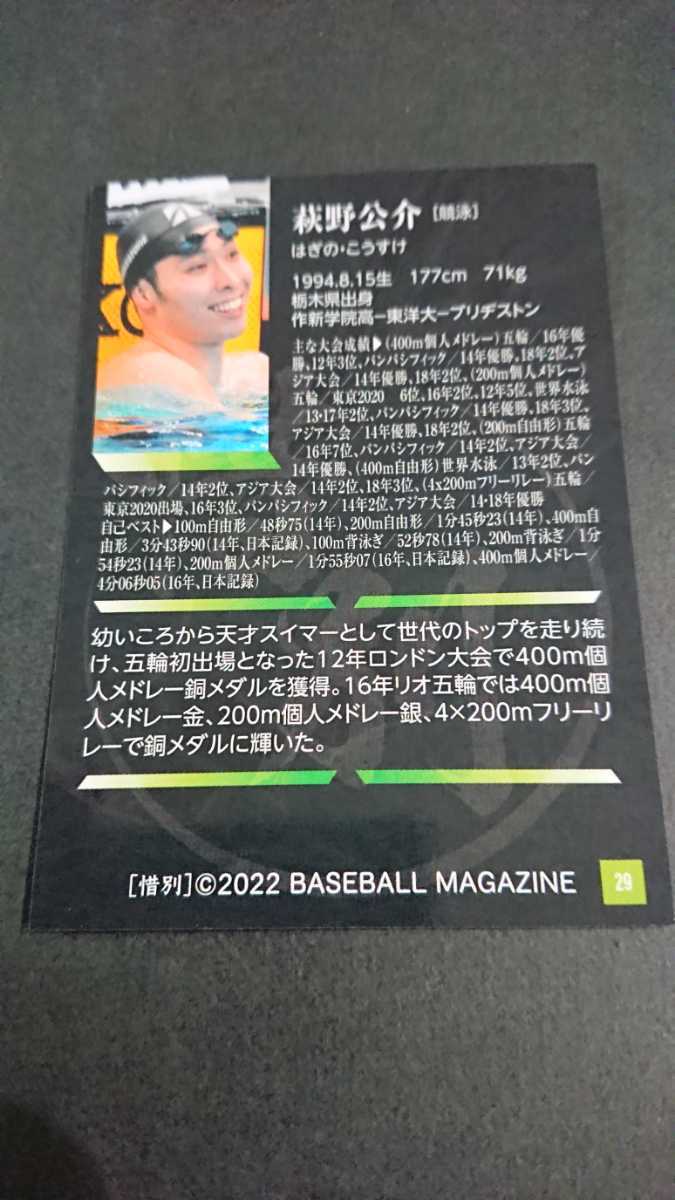 萩野公介 [競泳]
はぎの・こうすけ
1994.8.15生 177cm 71kg
栃木県出身
作新学院高ー東洋大ーブリヂストン
主な大会成績▶(400m個人メドレー)五輪/16年優
勝、12年3位、パンパシフィック/14年優勝、18年2位、ア
ジア大会/14年優勝、18年2位、(200m個人メドレー)
五輪/東京2020 6位、16年2位、12年5位、世界水泳
/13・17年2位、パンパシフィック/14年優勝、18年3位、
アジア大会/14年優勝、18年2位、(200m自由形)五輪
/16年7位、パンパシフィック/14年2位、アジア大会/
14年優勝、(400m自由形)世界水泳/13年2位、パン
パシフィック/14年2位、アジア大会/14年2位、18年3位、(4x200mフリーリレー)五輪/
東京2020出場、16年3位、パンパシフィック/14年2位、アジア大会/14・18年優勝
自己ベスト▶100m自由形/48秒75(14年)、200m自由形/1分45秒23(14年)、400m自
由形/3分43秒90(14年、日本記録)、100m背泳ぎ/52秒78(14年)、200m背泳ぎ/1分
54秒23(14年)、200m個人メドレー/1分55秒07(16年、日本記録)、400m個人メドレー/
4分06秒05(16年、日本記録)
幼いころから天才スイマーとして世代のトップを走り続
け、五輪初出場となった12年ロンドン大会で400m個
人メドレー銅メダルを獲得。16年リオ五輪では400m個
人メドレー金、200m個人メドレー銀、4×200mフリーリ
レーで銅メダルに輝いた。
[惜別]©2022 BASEBALL MAGAZINE 29